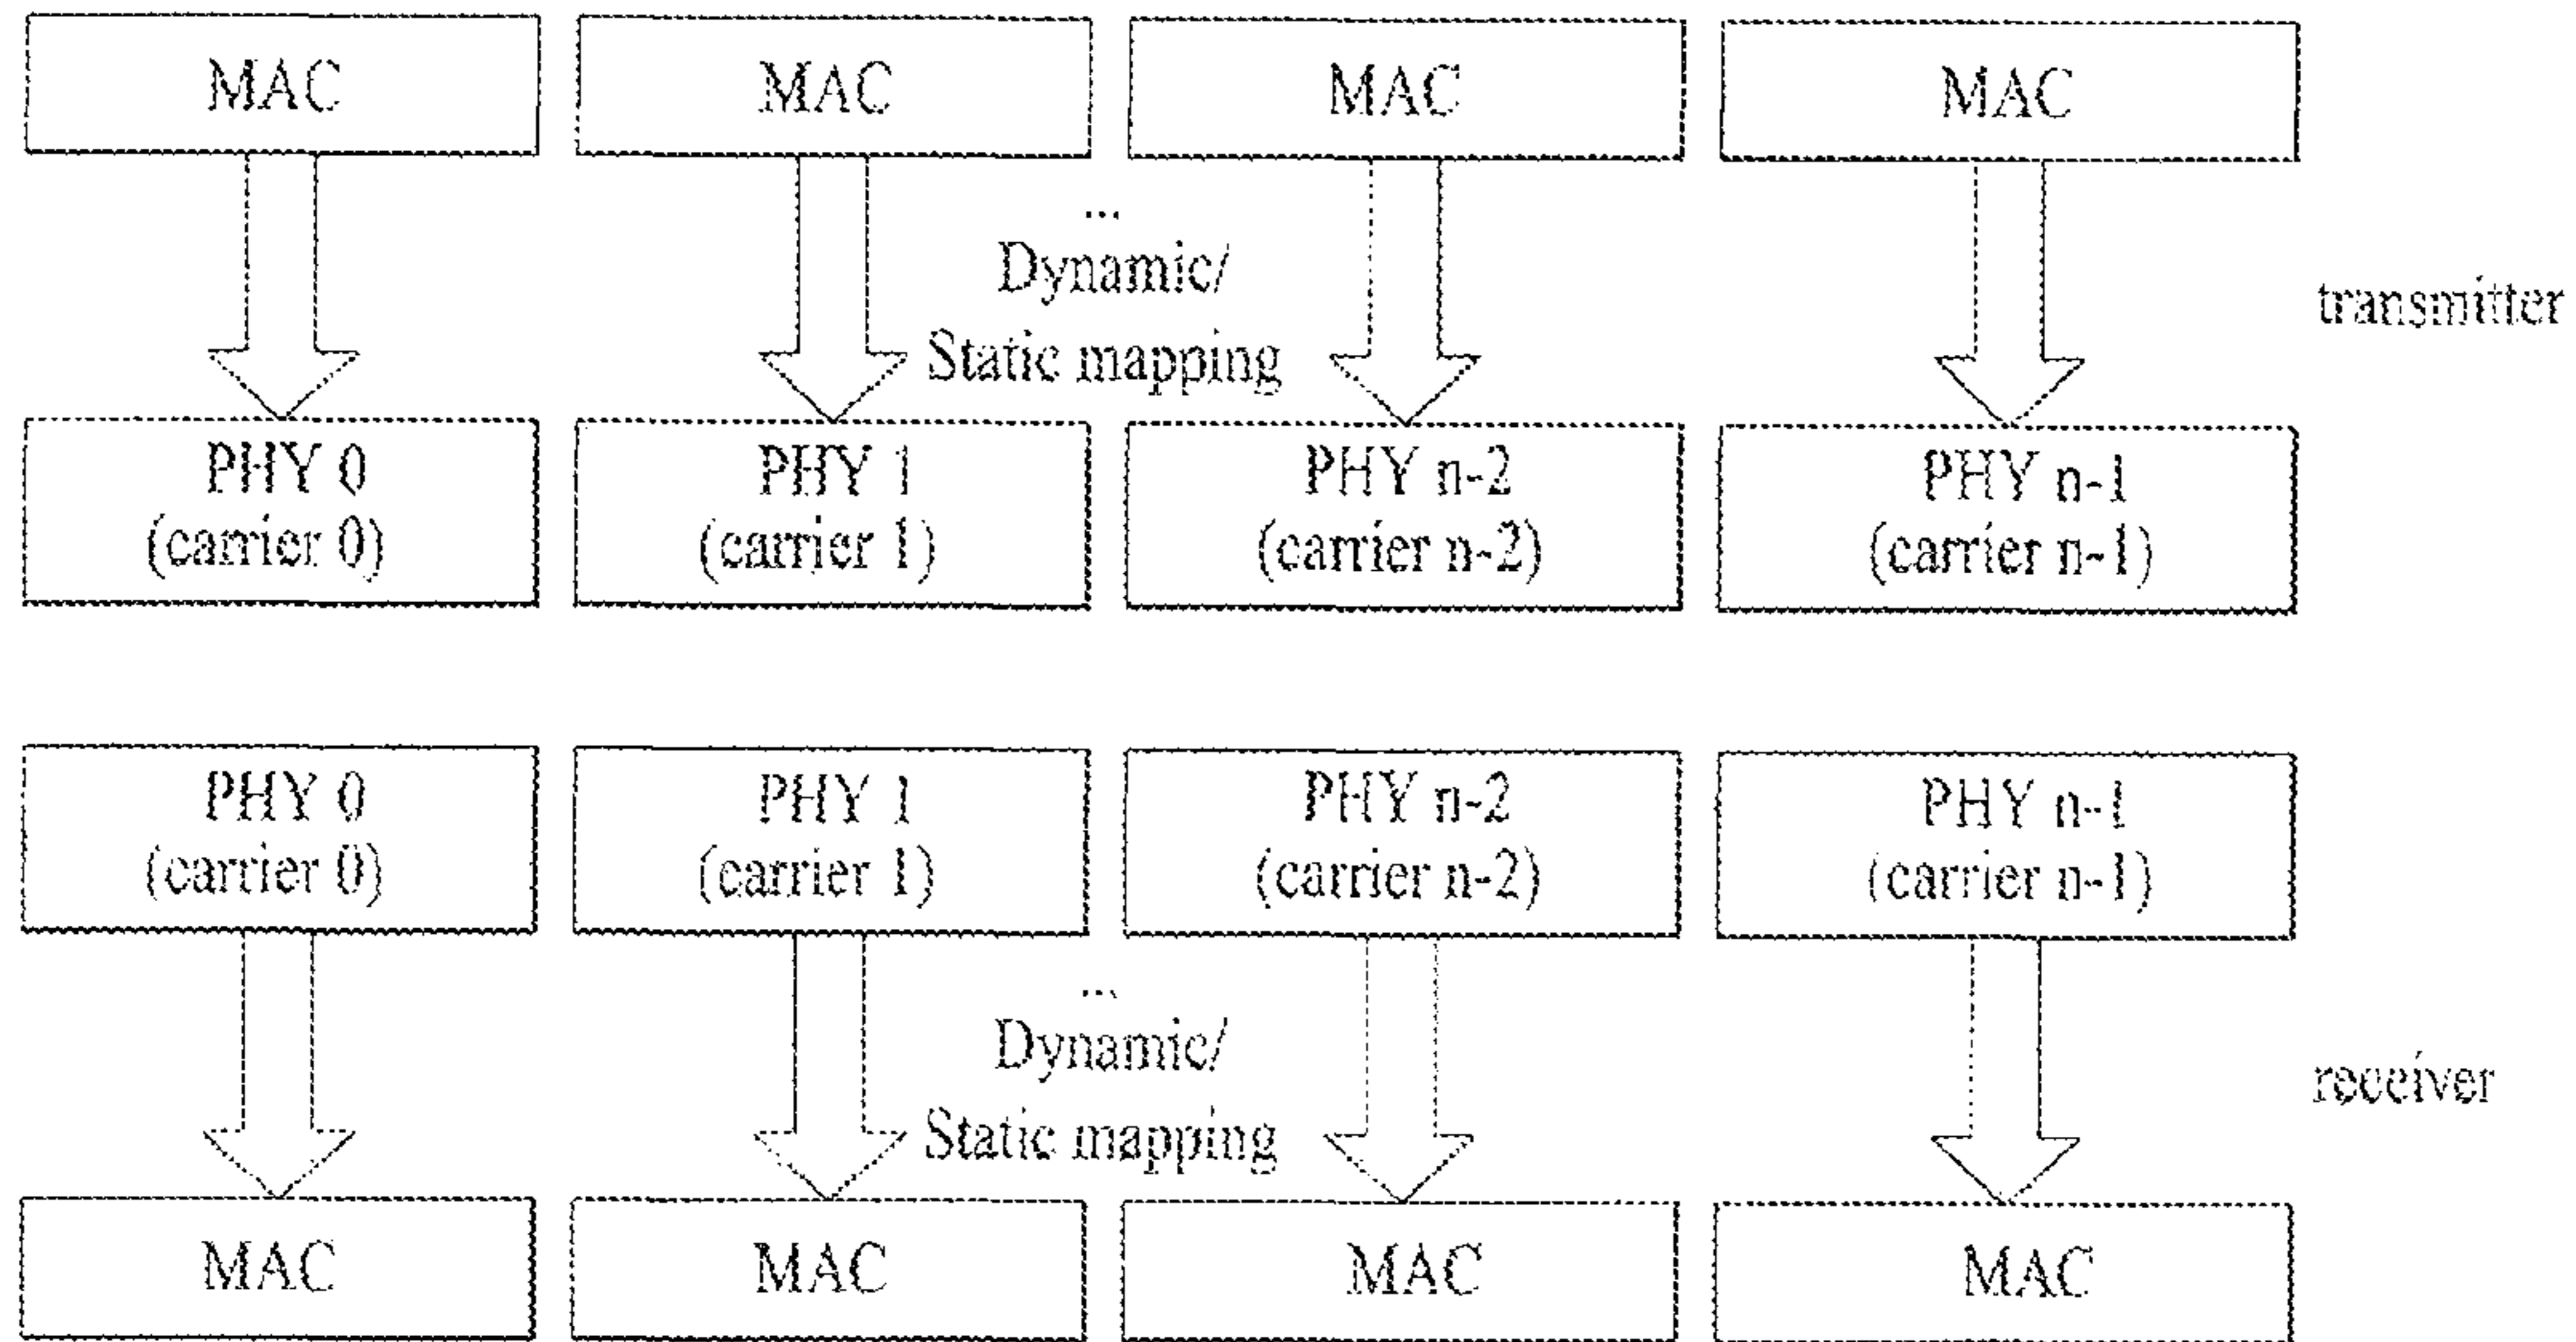 MAC
MAC
MAC
MAC
...
Dynamic/
Static mapping
transmitter
PHY 0
(carrier 0)
PHY 1
(carrier 1)
PHY n-2
(carrier n-2)
PHY n-1
(carrier n-1)
PHY 0
(carrier 0)
PHY 1
(carrier 1)
PHY n-2
(carrier n-2)
PHY n-1
(carrier n-1)
...
Dynamic/
Static mapping
receiver
MAC
MAC
MAC
MAC